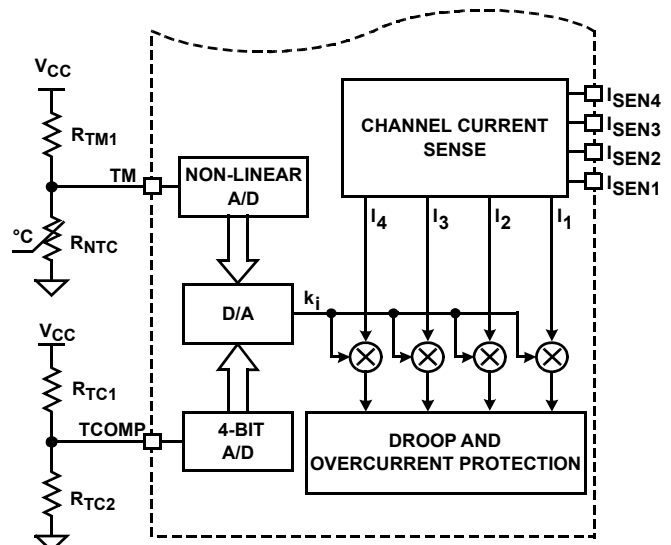 VCC
RTM1
TM
°C
RNTC
VCC
RTC1
TCOMP
RTC2
NON-LINEAR
A/D
D/A
4-BIT
A/D
ki
CHANNEL CURRENT
SENSE
ISEN4
ISEN3
ISEN2
ISEN1
I4
I3
I2
I1
DROOP AND
OVERCURRENT PROTECTION